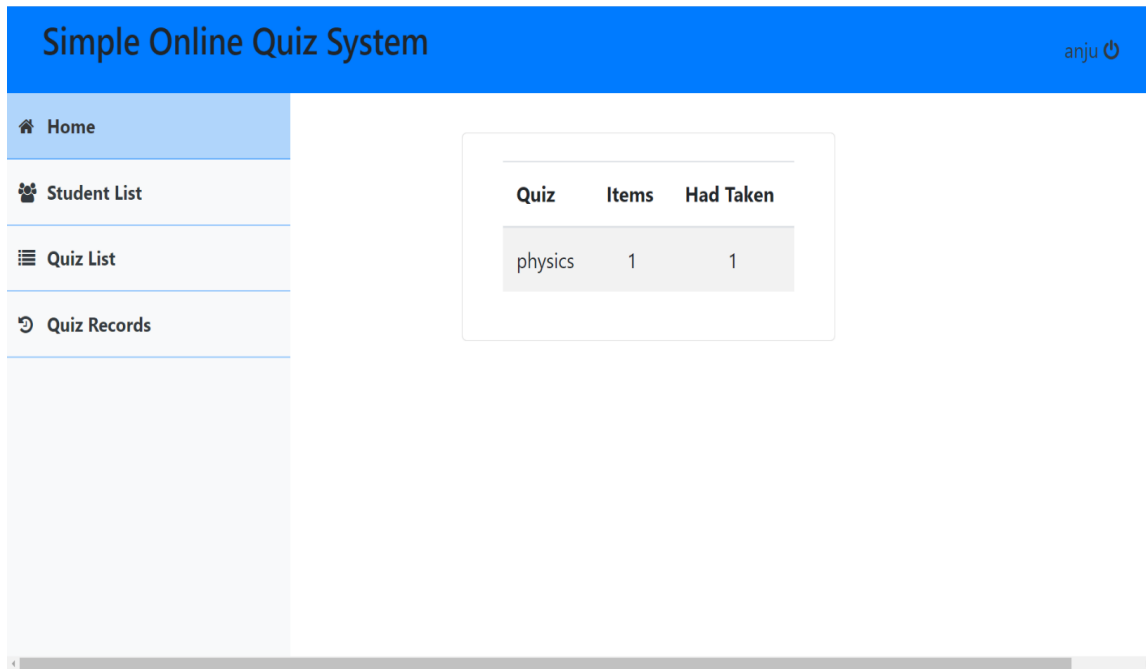 Simple Online Quiz System
anju
Home
Student List
Quiz List
Quiz Records
Quiz Items Had Taken
physics 1 1